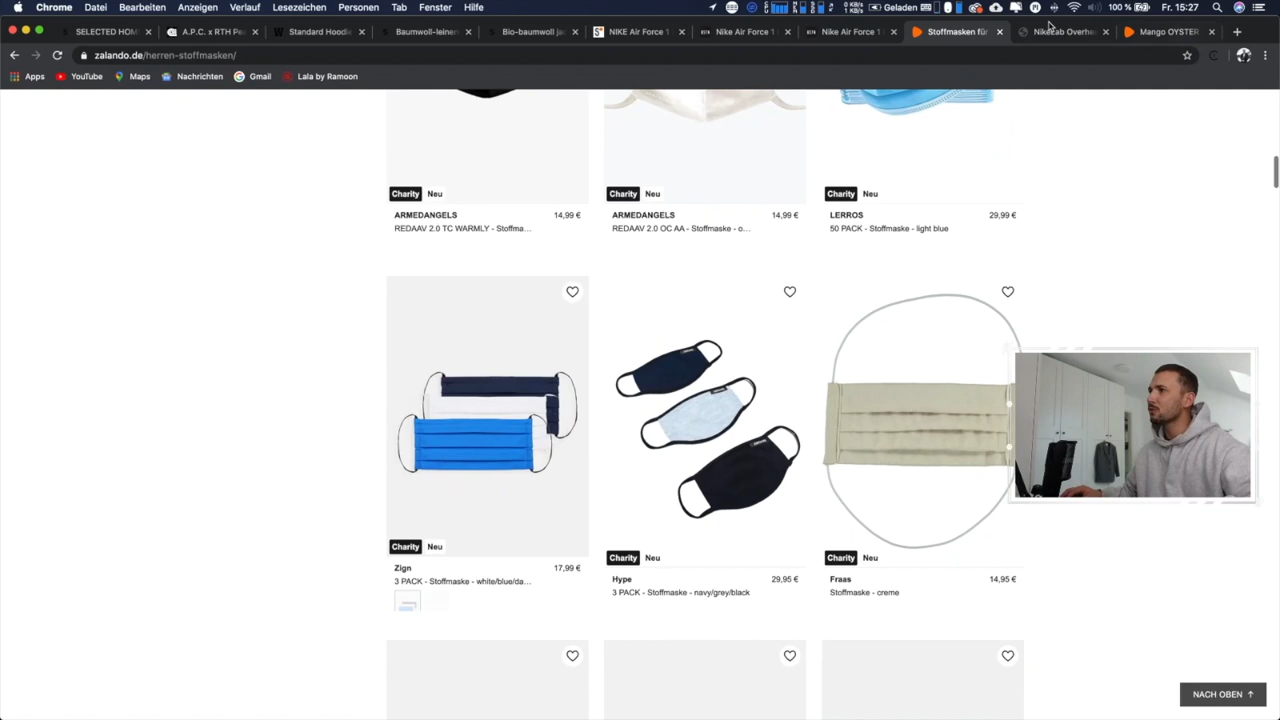 Chrome Datei Bearbeiten Anzeigen Verlauf Lesezeichen Personen Tab Fenster Hilfe Geladen 100 % Fr 15:27
SELECTED HOM A.P.C. x RTH Pe Standard Hoodie Baumwoll-leinen Bio-baumwoll jac NIKE Air Force 1 Nike Air Force 1 Nike Air Force 1 Stoffmasken für NikeLab Overhe Mango OYSTER
zalando.de/herren-stoffmasken/
Apps YouTube Maps Nachrichten Gmail Lala by Ramoon
Charity Neu Charity Neu Charity Neu
ARMEDANGELS 14,99 € ARMEDANGELS 14,99 € LERROS 29,99 €
REDAAV 2.0 TC WARMLY - Stoffma... REDAAV 2.0 OC AA - Stoffmaske - o... 50 PACK - Stoffmaske - light blue
Charity Neu Charity Neu Charity Neu
Zign 17,99 € Hype 29,95 € Fraas 14,95 €
3 PACK - Stoffmaske - white/blue/da... 3 PACK - Stoffmaske - navy/grey/black Stoffmaske - creme
NACH OBEN ↑